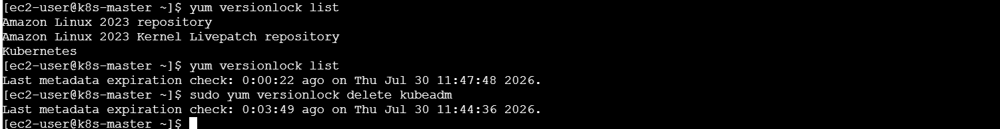 [ec2-user@k8s-master ~]$ yum versionlock list
Amazon Linux 2023 repository
Amazon Linux 2023 Kernel Livepatch repository
Kubernetes
[ec2-user@k8s-master ~]$ yum versionlock list
Last metadata expiration check: 0:00:22 ago on Thu Jul 30 11:47:48 2026.
[ec2-user@k8s-master ~]$ sudo yum versionlock delete kubeadm
Last metadata expiration check: 0:03:49 ago on Thu Jul 30 11:44:36 2026.
[ec2-user@k8s-master ~]$